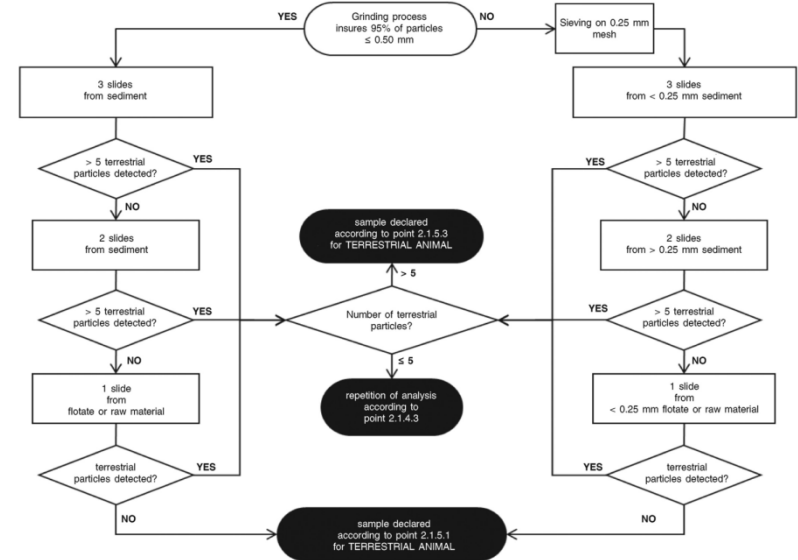 YES
Grinding process
insures 95% of particles
≤ 0.50 mm
NO
Sieving on 0.25 mm
mesh
3 slides
from sediment
3 slides
from < 0.25 mm sediment
> 5 terrestrial
particles detected?
YES
YES
> 5 terrestrial
particles detected?
NO
NO
2 slides
from sediment
sample declared
according to point 2.1.5.3
for TERRESTRIAL ANIMAL
2 slides
from > 0.25 mm sediment
> 5
> 5 terrestrial
particles detected?
YES
Number of terrestrial
particles?
YES
> 5 terrestrial
particles detected?
NO
≤ 5
NO
1 slide
from
flotate or raw material
repetition of analysis
according to
point 2.1.4.3
1 slide
from
< 0.25 mm flotate or raw material
terrestrial
particles detected?
YES
YES
terrestrial
particles detected?
NO
sample declared
according to point 2.1.5.1
for TERRESTRIAL ANIMAL
NO